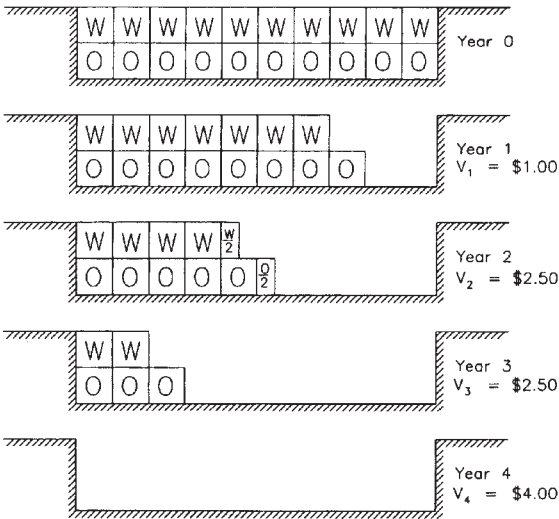 W W W W W W W W W W
O O O O O O O O O O
Year 0
W W W W W W W
O O O O O O O O
Year 1
V₁ = $1.00
W W W W W/2
O O O O O O/2
Year 2
V₂ = $2.50
W W
O O O
Year 3
V₃ = $2.50
Year 4
V₄ = $4.00